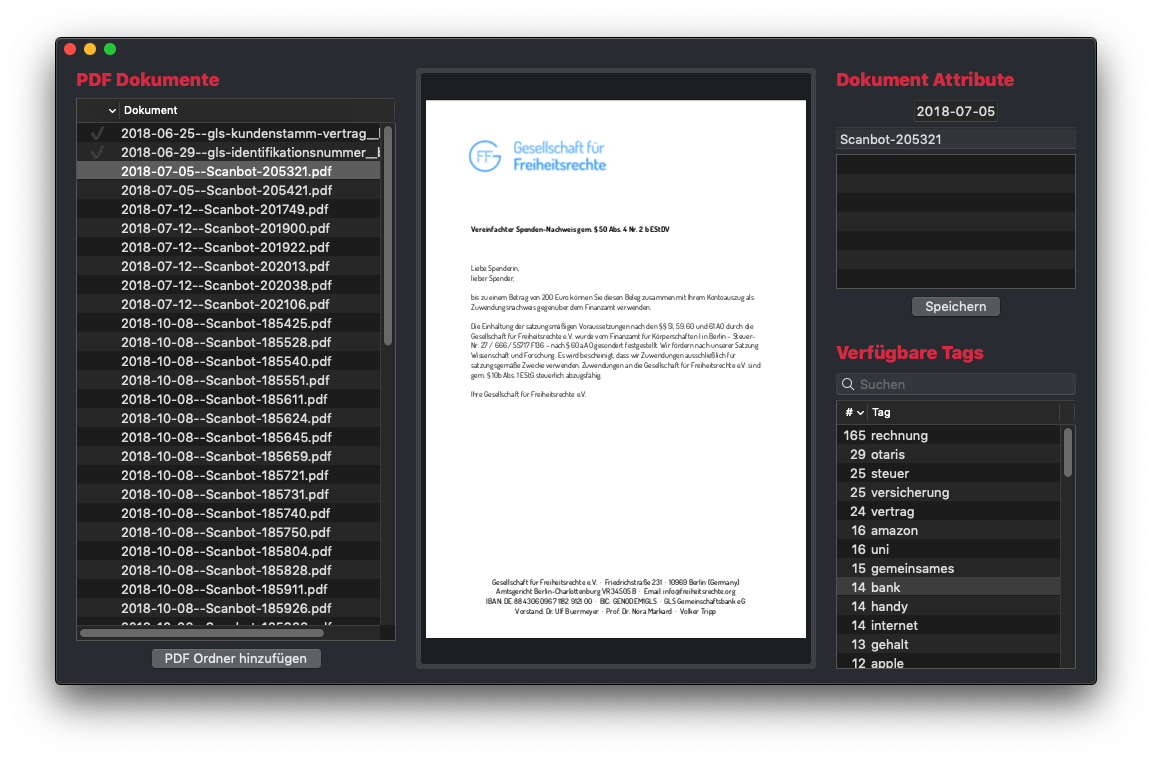 PDF Dokumente
Dokument
2018-06-25--gls-kundenstamm-vertrag__
2018-06-29--gls-identifikationsnummer__
2018-07-05--Scanbot-205321.pdf
2018-07-05--Scanbot-205421.pdf
2018-07-12--Scanbot-201749.pdf
2018-07-12--Scanbot-201900.pdf
2018-07-12--Scanbot-201922.pdf
2018-07-12--Scanbot-202013.pdf
2018-07-12--Scanbot-202038.pdf
2018-07-12--Scanbot-202106.pdf
2018-10-08--Scanbot-185425.pdf
2018-10-08--Scanbot-185528.pdf
2018-10-08--Scanbot-185540.pdf
2018-10-08--Scanbot-185551.pdf
2018-10-08--Scanbot-185611.pdf
2018-10-08--Scanbot-185624.pdf
2018-10-08--Scanbot-185645.pdf
2018-10-08--Scanbot-185659.pdf
2018-10-08--Scanbot-185721.pdf
2018-10-08--Scanbot-185731.pdf
2018-10-08--Scanbot-185740.pdf
2018-10-08--Scanbot-185750.pdf
2018-10-08--Scanbot-185804.pdf
2018-10-08--Scanbot-185828.pdf
2018-10-08--Scanbot-185911.pdf
2018-10-08--Scanbot-185926.pdf
PDF Ordner hinzufügen
GFF
Gesellschaft für
Freiheitsrechte
Vereinfachter Spenden-Nachweis gem. § 50 Abs. 4 Nr. 2 b EStDV
Liebe Spenderin,
lieber Spender,
bis zu einem Betrag von 200 Euro können Sie diesen Beleg zusammen mit Ihrem Kontoauszug als
Zuwendungsnachweis gegenüber dem Finanzamt verwenden.
Die Einhaltung der satzungsmäßigen Voraussetzungen nach den §§ 51, 59, 60 und 61 AO durch die
Gesellschaft für Freiheitsrechte e.V. wurde vom Finanzamt für Körperschaften I in Berlin – Steuer-
Nr. 27 / 666 / 55717 F136 – nach § 60 a AO gesondert festgestellt. Wir fördern nach unserer Satzung
Wissenschaft und Forschung. Es wird bescheinigt, dass wir Zuwendungen ausschließlich für
satzungsgemäße Zwecke verwenden. Zuwendungen an die Gesellschaft für Freiheitsrechte e.V. sind
gem. § 10b Abs. 1 EStG steuerlich abzugsfähig.
Ihre Gesellschaft für Freiheitsrechte e.V.
Gesellschaft für Freiheitsrechte e.V. · Friedrichstraße 231 · 10969 Berlin (Germany)
Amtsgericht Berlin-Charlottenburg VR 34505 B · Email: info@freiheitsrechte.org
IBAN: DE 88 4306 0967 1182 9121 00 · BIC: GENODEM1GLS · GLS Gemeinschaftsbank eG
Vorstand: Dr. Ulf Buermeyer · Prof. Dr. Nora Markard · Volker Tripp
Dokument Attribute
2018-07-05
Scanbot-205321
Speichern
Verfügbare Tags
Suchen
# Tag
165 rechnung
29 otaris
25 steuer
25 versicherung
24 vertrag
16 amazon
16 uni
15 gemeinsames
14 bank
14 handy
14 internet
13 gehalt
12 apple